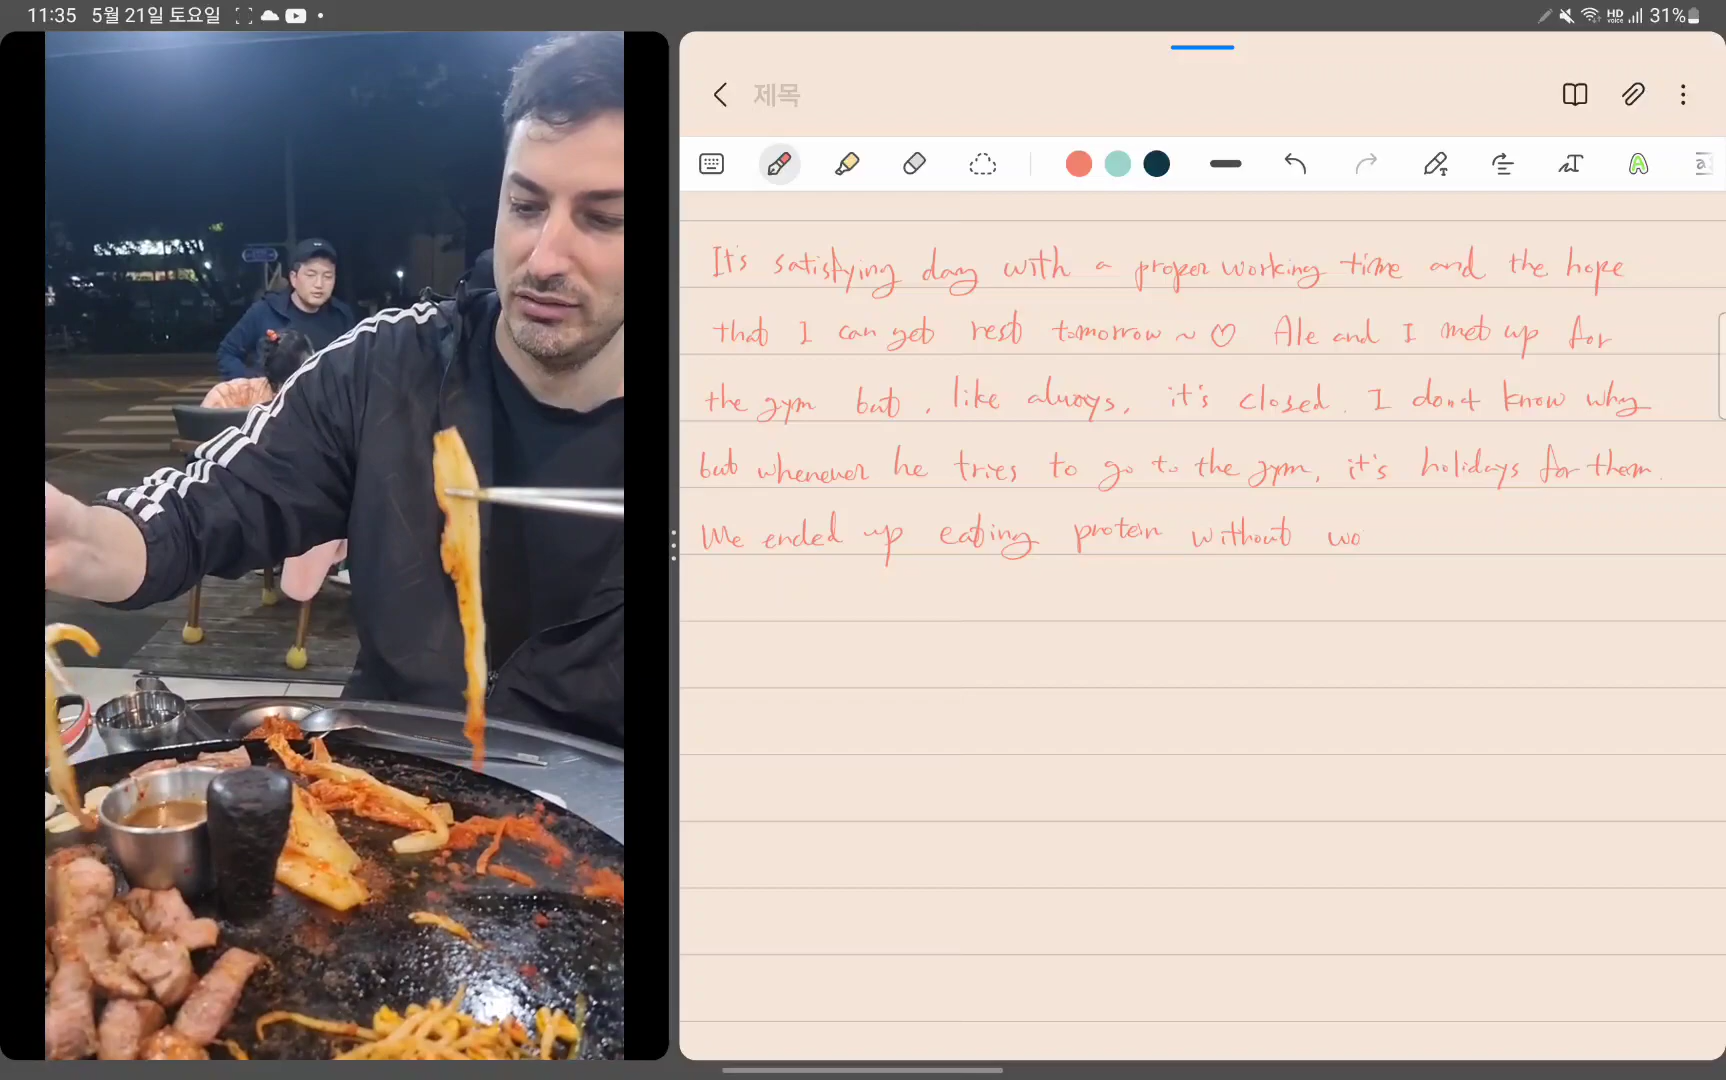 11:35 5월 21일 토요일
HD voice 31%
제목
It's satisfying day with a proper working time and the hope
that I can get rest tomorrow ~ ♡ Ale and I met up for
the gym but, like always, it's closed. I don't know why
but whenever he tries to go to the gym, it's holidays for them.
We ended up eating protein without wo